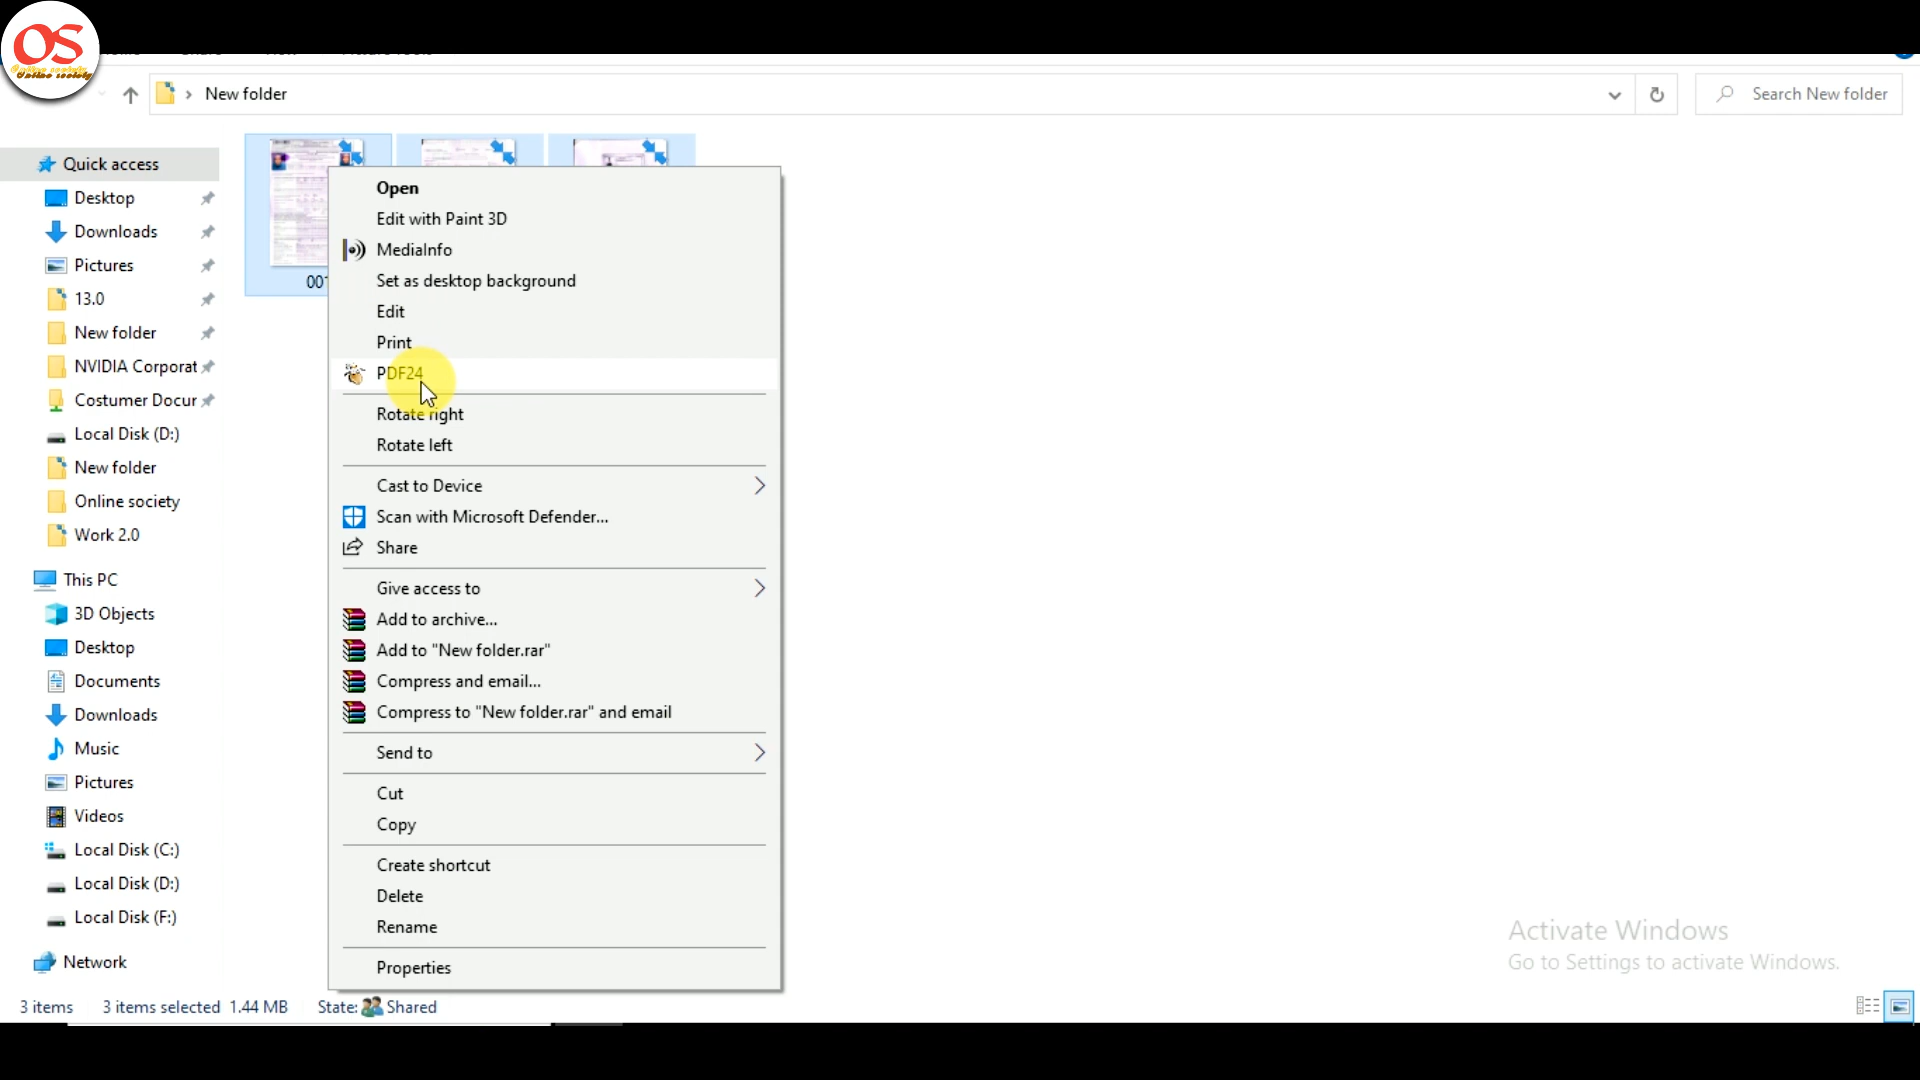 OS
Online society
New folder
Search New folder
Quick access
Desktop
Downloads
Pictures
13.0
New folder
NVIDIA Corporat
Costumer Docur
Local Disk (D:)
New folder
Online society
Work 2.0
This PC
3D Objects
Desktop
Documents
Downloads
Music
Pictures
Videos
Local Disk (C:)
Local Disk (D:)
Local Disk (F:)
Network
001
Open
Edit with Paint 3D
MediaInfo
Set as desktop background
Edit
Print
PDF24
Rotate right
Rotate left
Cast to Device
Scan with Microsoft Defender...
Share
Give access to
Add to archive...
Add to "New folder.rar"
Compress and email...
Compress to "New folder.rar" and email
Send to
Cut
Copy
Create shortcut
Delete
Rename
Properties
Activate Windows
Go to Settings to activate Windows.
3 items 3 items selected 1.44 MB State: Shared